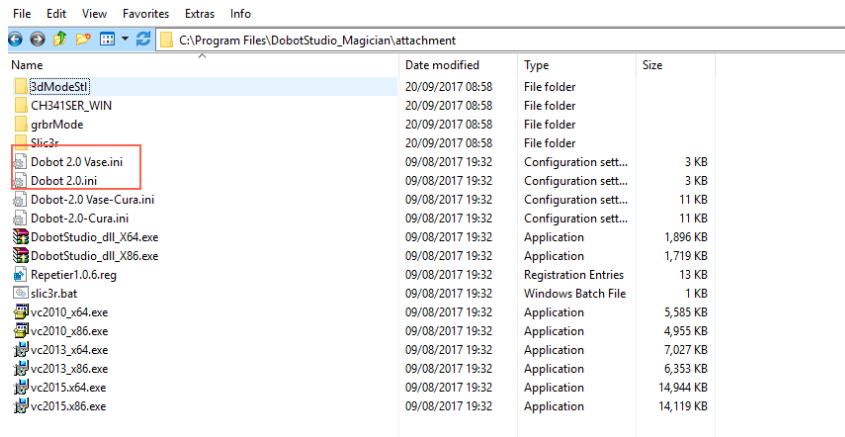 File Edit View Favorites Extras Info
C:\Program Files\DobotStudio_Magician\attachment
Name Date modified Type Size
3dModeStl 20/09/2017 08:58 File folder
CH341SER_WIN 20/09/2017 08:58 File folder
grbrMode 20/09/2017 08:58 File folder
Slic3r 20/09/2017 08:58 File folder
Dobot 2.0 Vase.ini 09/08/2017 19:32 Configuration sett... 3 KB
Dobot 2.0.ini 09/08/2017 19:32 Configuration sett... 3 KB
Dobot-2.0 Vase-Cura.ini 09/08/2017 19:32 Configuration sett... 11 KB
Dobot-2.0-Cura.ini 09/08/2017 19:32 Configuration sett... 11 KB
DobotStudio_dll_X64.exe 09/08/2017 19:32 Application 1,896 KB
DobotStudio_dll_X86.exe 09/08/2017 19:32 Application 1,719 KB
Repetier1.0.6.reg 09/08/2017 19:32 Registration Entries 13 KB
slic3r.bat 09/08/2017 19:32 Windows Batch File 1 KB
vc2010_x64.exe 09/08/2017 19:32 Application 5,585 KB
vc2010_x86.exe 09/08/2017 19:32 Application 4,955 KB
vc2013_x64.exe 09/08/2017 19:32 Application 7,027 KB
vc2013_x86.exe 09/08/2017 19:32 Application 6,353 KB
vc2015.x64.exe 09/08/2017 19:32 Application 14,944 KB
vc2015.x86.exe 09/08/2017 19:32 Application 14,119 KB